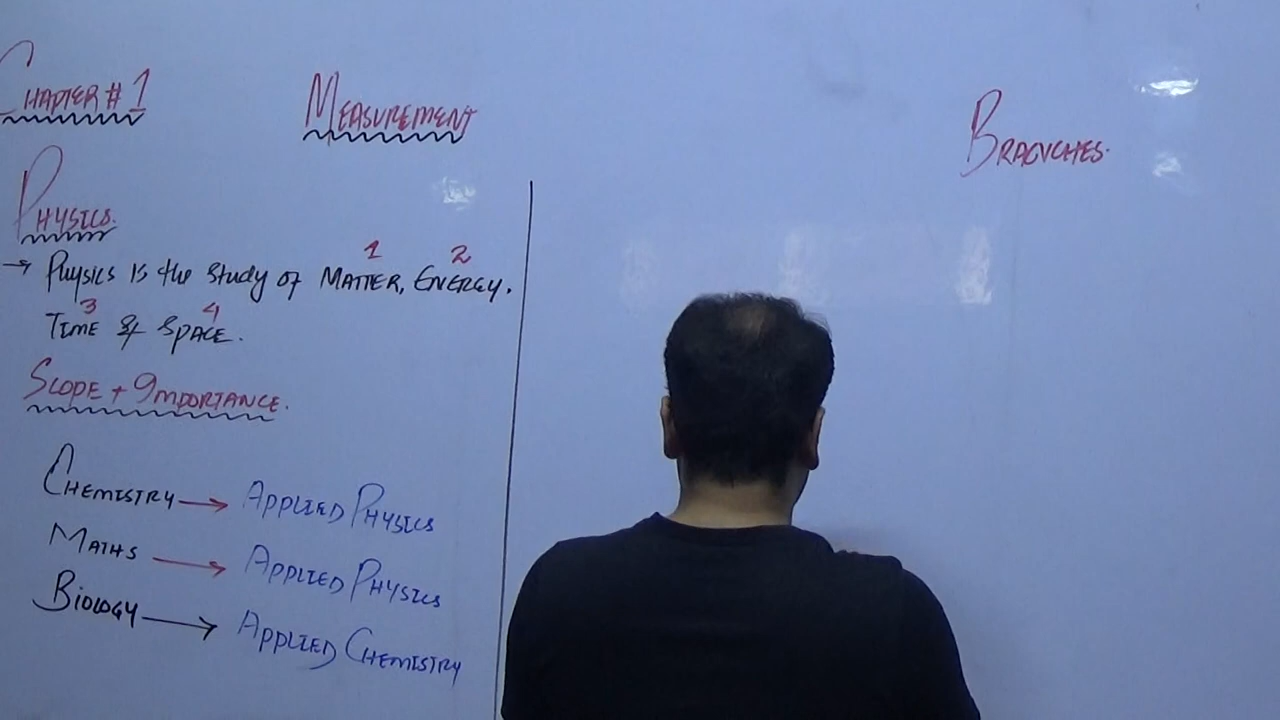 CHAPTER # 1
MEASUREMENT
PHYSICS.
→ Physics is the study of MATTER, ENERGY.
1 2
TIME & SPACE.
3 4
SCOPE + IMPORTANCE.
CHEMISTRY → APPLIED PHYSICS
MATHS → APPLIED PHYSICS
BIOLOGY → APPLIED CHEMISTRY
BRANCHES.